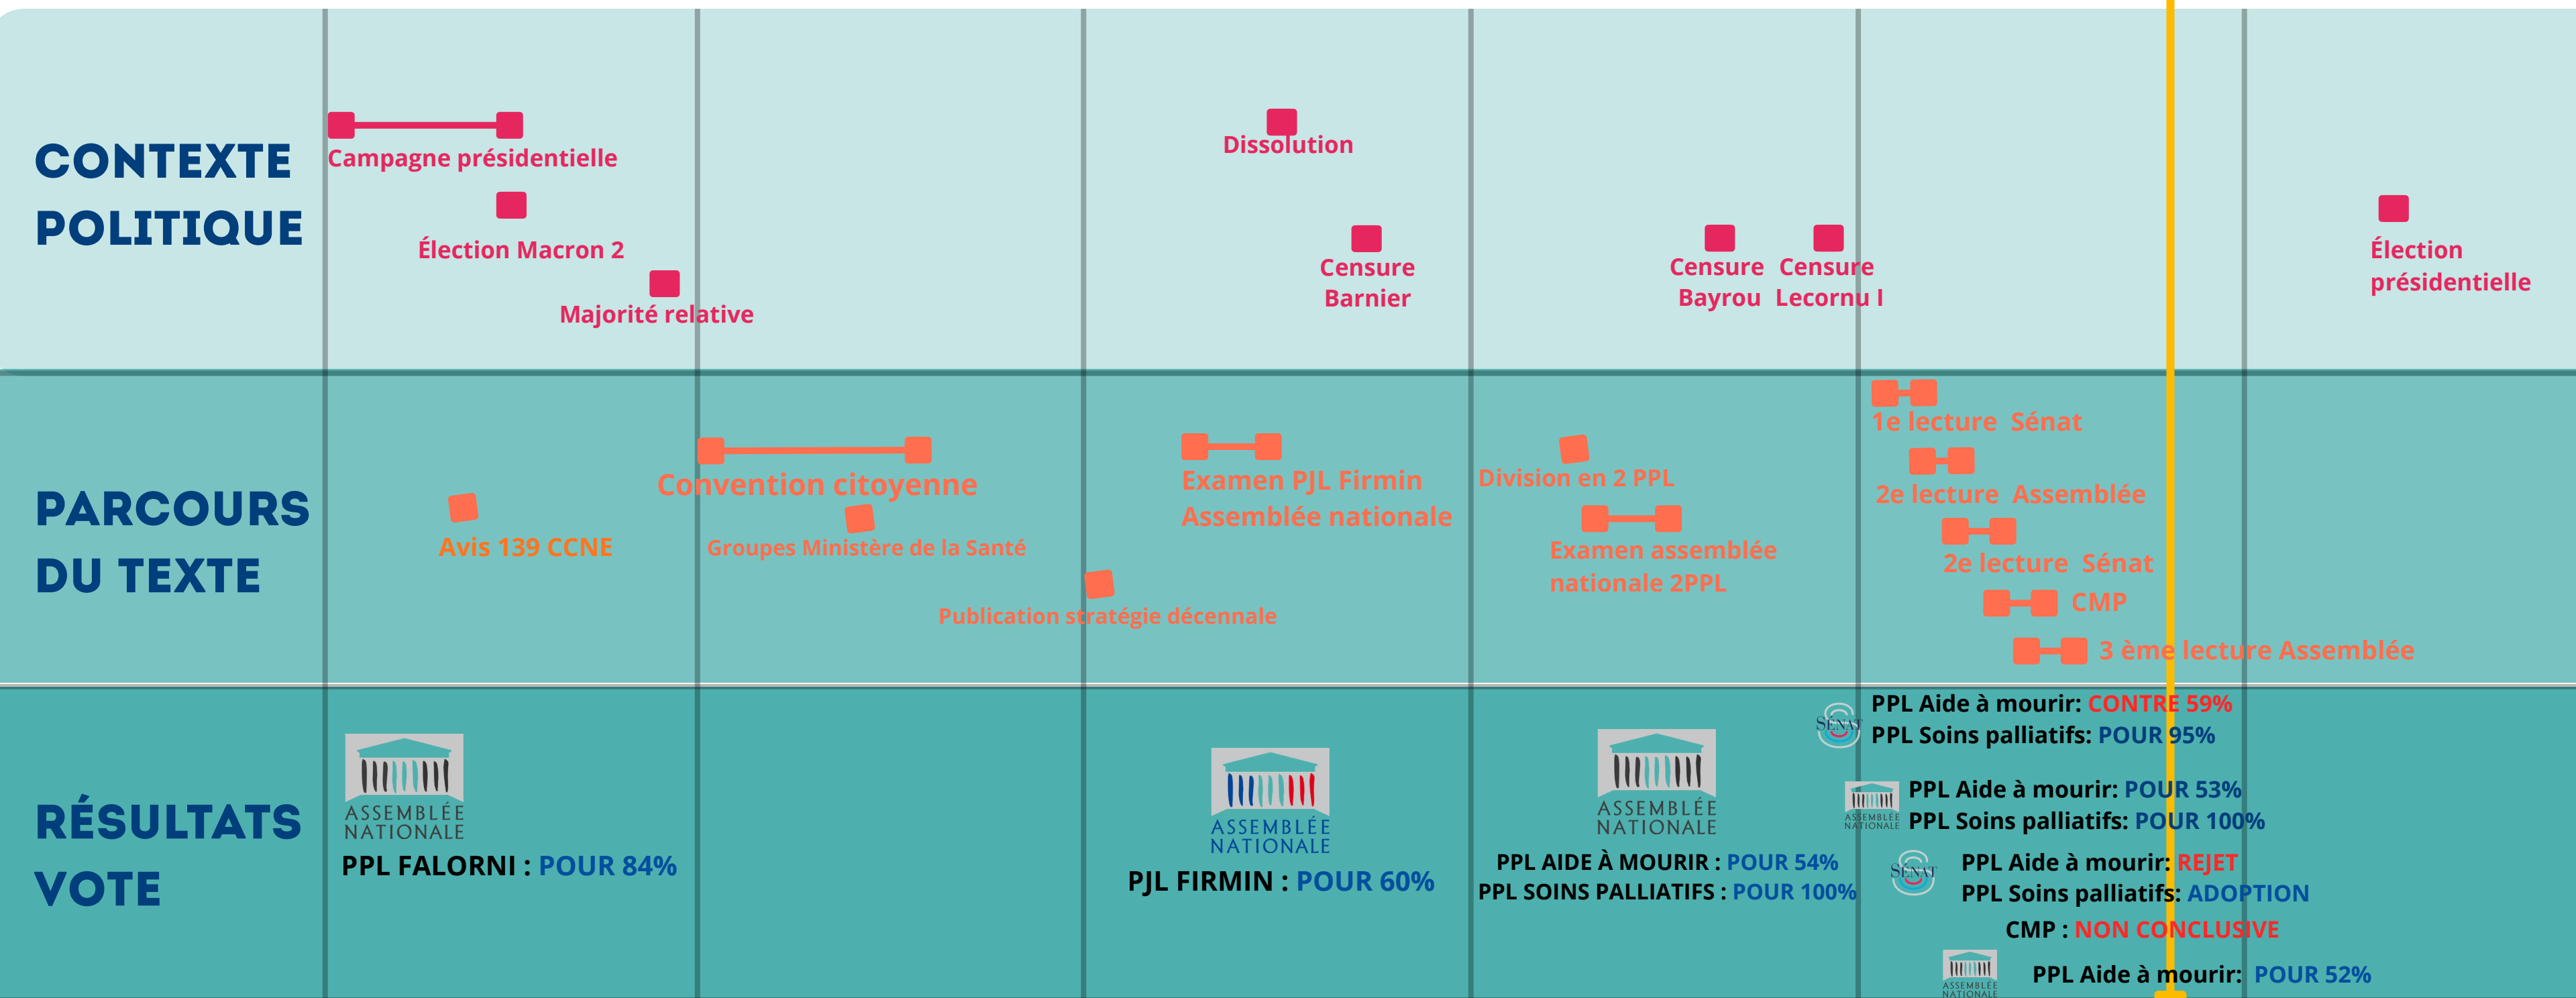 CONTEXTE
POLITIQUE
Campagne présidentielle
Élection Macron 2
Majorité relative
Dissolution
Censure
Barnier
Censure
Bayrou
Censure
Lecornu I
Élection
présidentielle
PARCOURS
DU TEXTE
Avis 139 CCNE
Convention citoyenne
Groupes Ministère de la Santé
Publication stratégie décennale
Examen PJL Firmin
Assemblée nationale
Division en 2 PPL
Examen assemblée
nationale 2PPL
1e lecture Sénat
2e lecture Assemblée
2e lecture Sénat
CMP
3 ème lecture Assemblée
RÉSULTATS
VOTE
ASSEMBLÉE
NATIONALE
PPL FALORNI : POUR 84%
ASSEMBLÉE
NATIONALE
PJL FIRMIN : POUR 60%
ASSEMBLÉE
NATIONALE
PPL AIDE À MOURIR : POUR 54%
PPL SOINS PALLIATIFS : POUR 100%
SÉNAT
PPL Aide à mourir: CONTRE 59%
PPL Soins palliatifs: POUR 95%
ASSEMBLÉE
NATIONALE
PPL Aide à mourir: POUR 53%
PPL Soins palliatifs: POUR 100%
SÉNAT
PPL Aide à mourir: REJET
PPL Soins palliatifs: ADOPTION
CMP : NON CONCLUSIVE
ASSEMBLÉE
NATIONALE
PPL Aide à mourir: POUR 52%